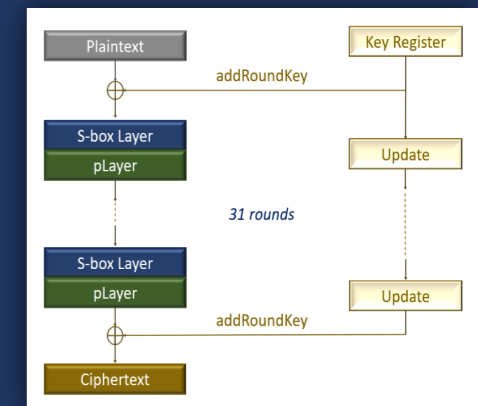 Plaintext
Key Register
addRoundKey
S-box Layer
pLayer
Update
31 rounds
S-box Layer
pLayer
Update
addRoundKey
Ciphertext